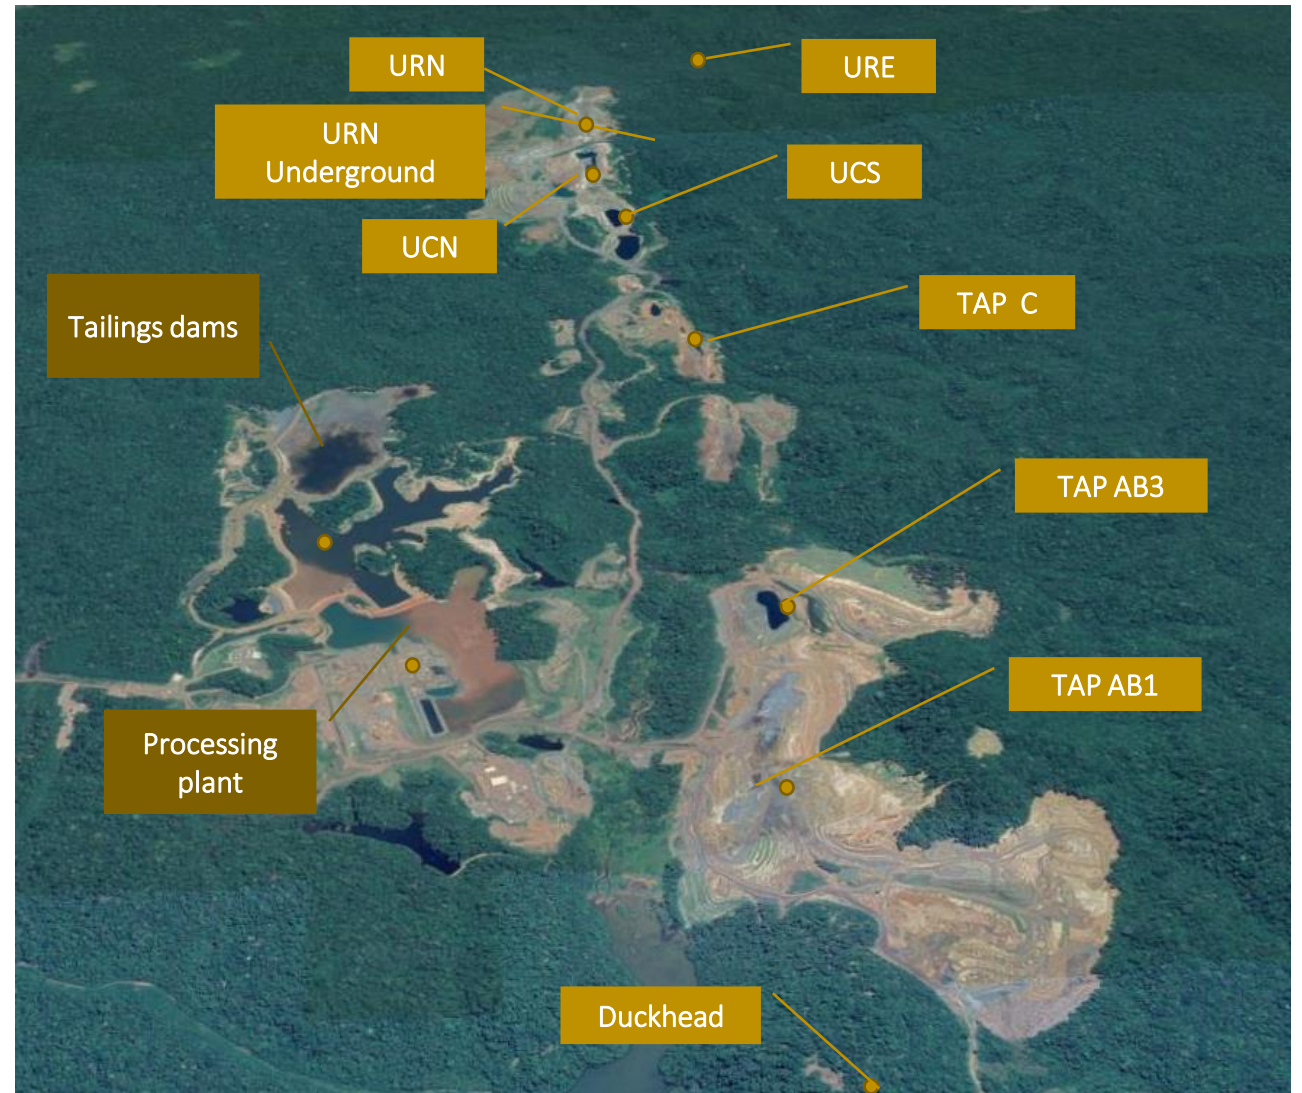 URN
URE
URN
Underground
UCS
UCN
TAP C
Tailings dams
TAP AB3
TAP AB1
Processing
plant
Duckhead